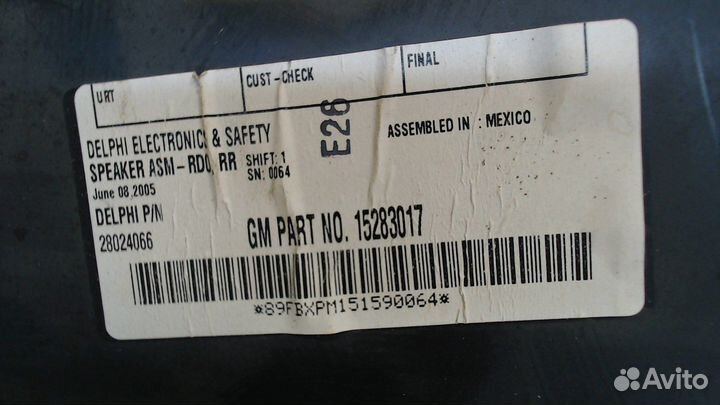 URT
CUST-CHECK
FINAL
DELPHI ELECTRONICS & SAFETY
SPEAKER ASM-RDO, RR
SHIFT: 1
SN: 0064
E26
ASSEMBLED IN : MEXICO
June 08,2005
DELPHI P/N
28024066
GM PART NO. 15283017
*89FBXPM151590064*
Avito